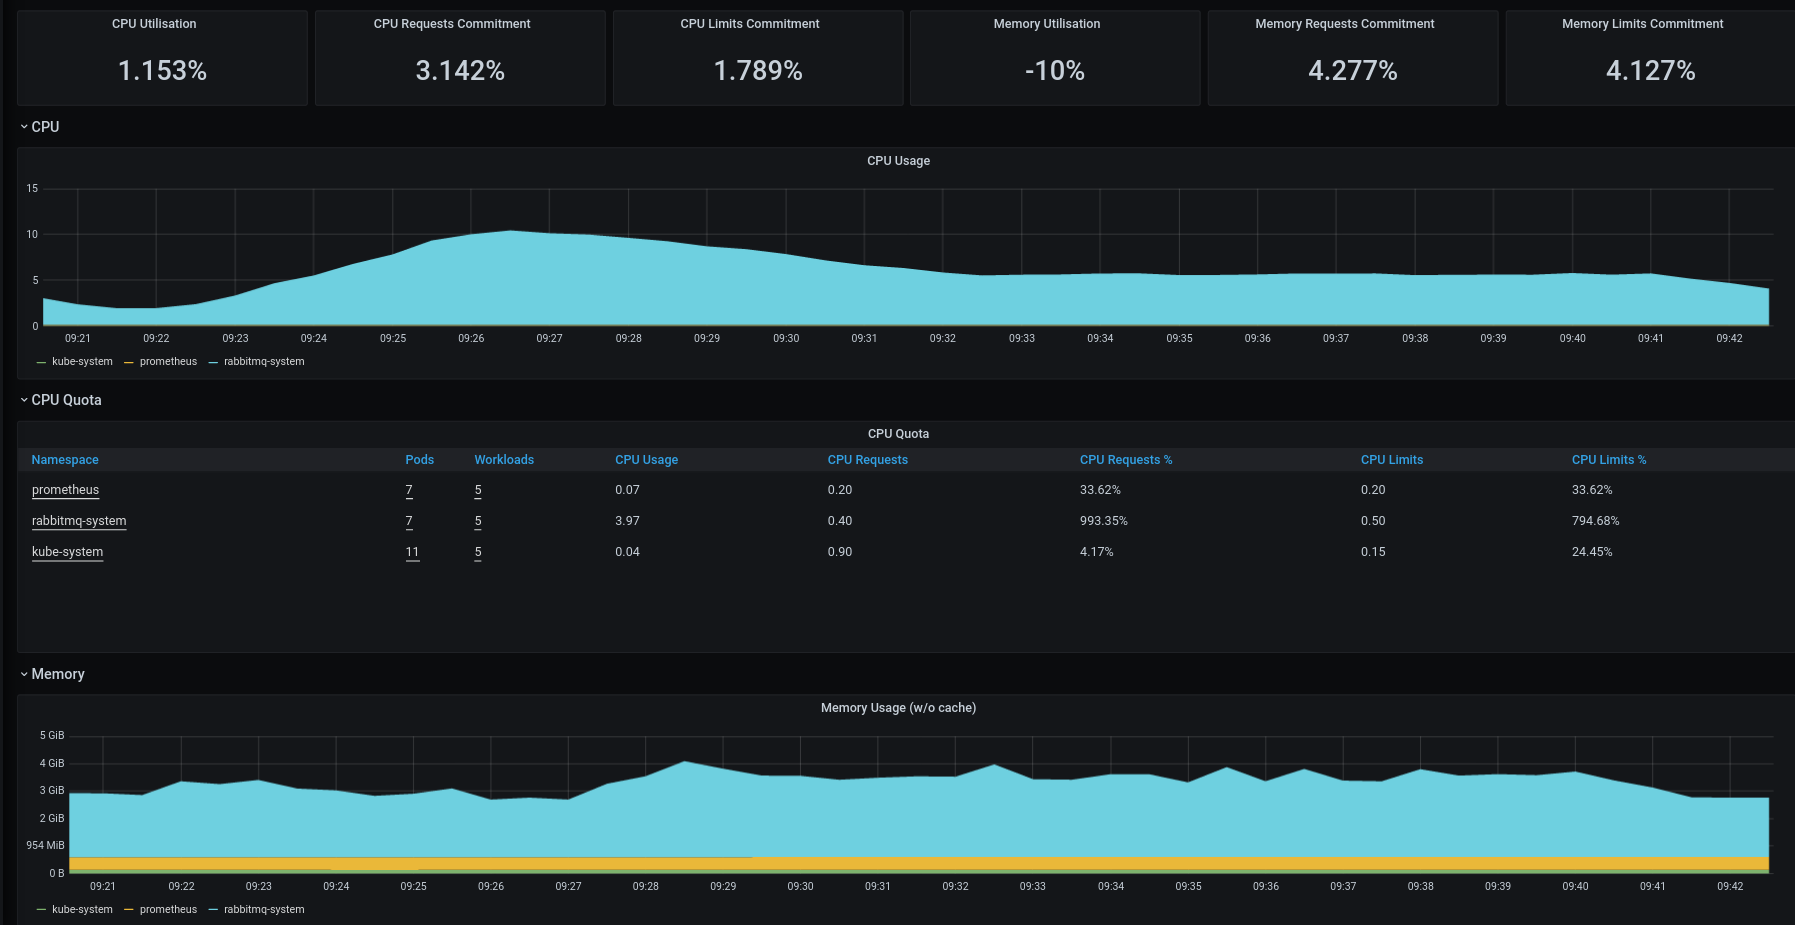 CPU Utilisation CPU Requests Commitment CPU Limits Commitment Memory Utilisation Memory Requests Commitment Memory Limits Commitment
1.153% 3.142% 1.789% -10% 4.277% 4.127%
CPU
CPU Usage
15
10
5
0
09:21 09:22 09:23 09:24 09:25 09:26 09:27 09:28 09:29 09:30 09:31 09:32 09:33 09:34 09:35 09:36 09:37 09:38 09:39 09:40 09:41 09:42
kube-system prometheus rabbitmq-system
CPU Quota
CPU Quota
Namespace Pods Workloads CPU Usage CPU Requests CPU Requests % CPU Limits CPU Limits %
prometheus 7 5 0.07 0.20 33.62% 0.20 33.62%
rabbitmq-system 7 5 3.97 0.40 993.35% 0.50 794.68%
kube-system 11 5 0.04 0.90 4.17% 0.15 24.45%
Memory
Memory Usage (w/o cache)
5 GiB
4 GiB
3 GiB
2 GiB
954 MiB
0 B
09:21 09:22 09:23 09:24 09:25 09:26 09:27 09:28 09:29 09:30 09:31 09:32 09:33 09:34 09:35 09:36 09:37 09:38 09:39 09:40 09:41 09:42
kube-system prometheus rabbitmq-system